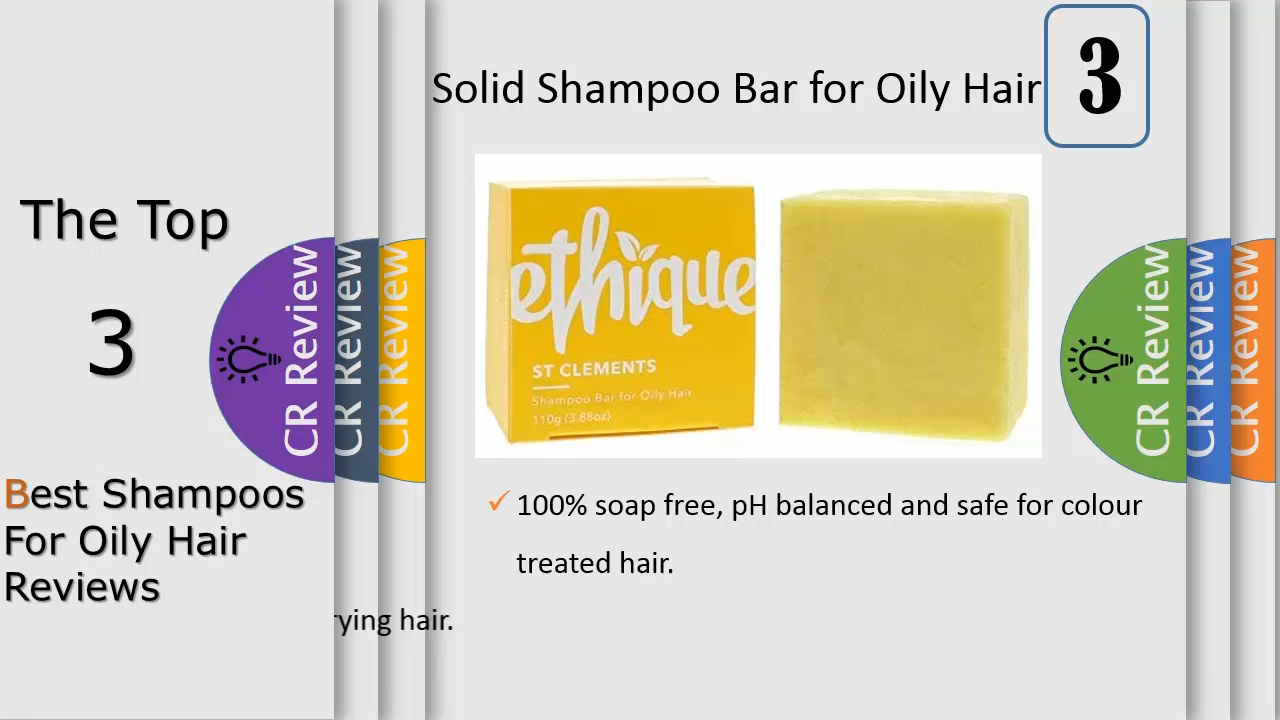 Solid Shampoo Bar for Oily Hair
3
The Top
3
Best Shampoos
For Oily Hair
Reviews
CR Review
CR Review
CR Review
ethique
ST CLEMENTS
Shampoo Bar for Oily Hair
110g (3.88oz)
CR Review
CR Review
CR Review
100% soap free, pH balanced and safe for colour
treated hair.
hair.